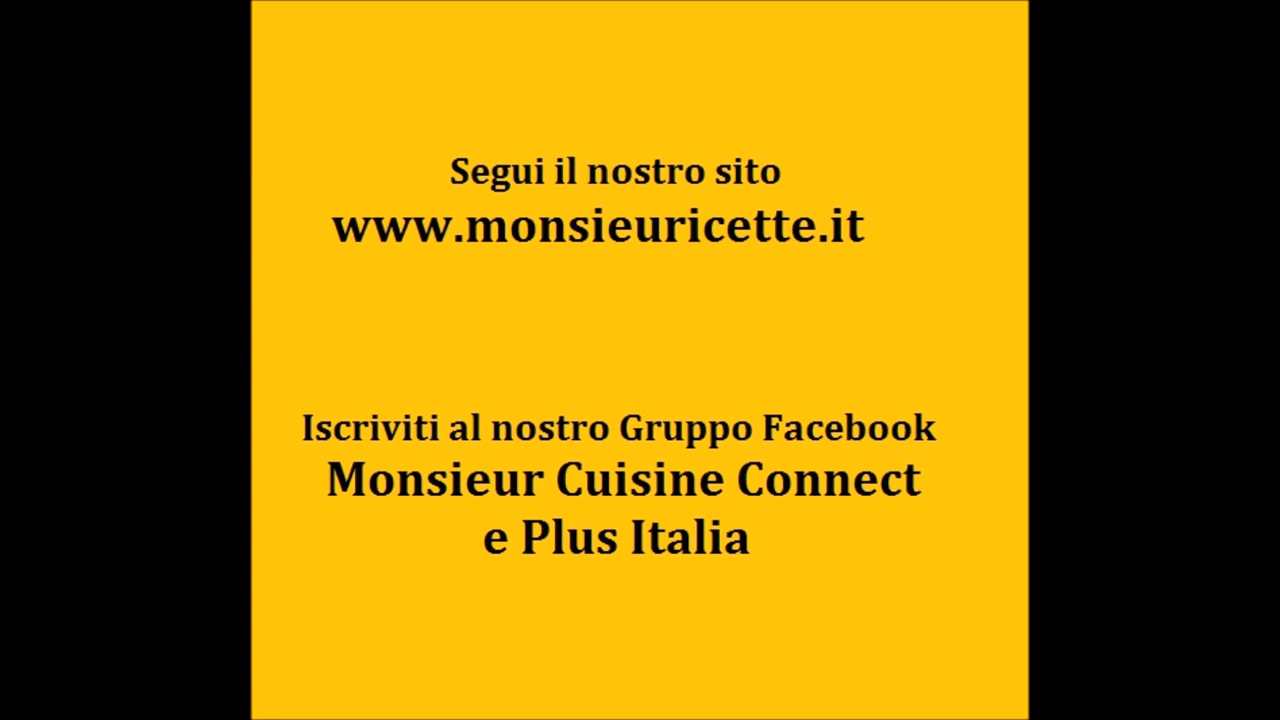 Segui il nostro sito
www.monsieuricette.it
Iscriviti al nostro Gruppo Facebook
Monsieur Cuisine Connect
e Plus Italia